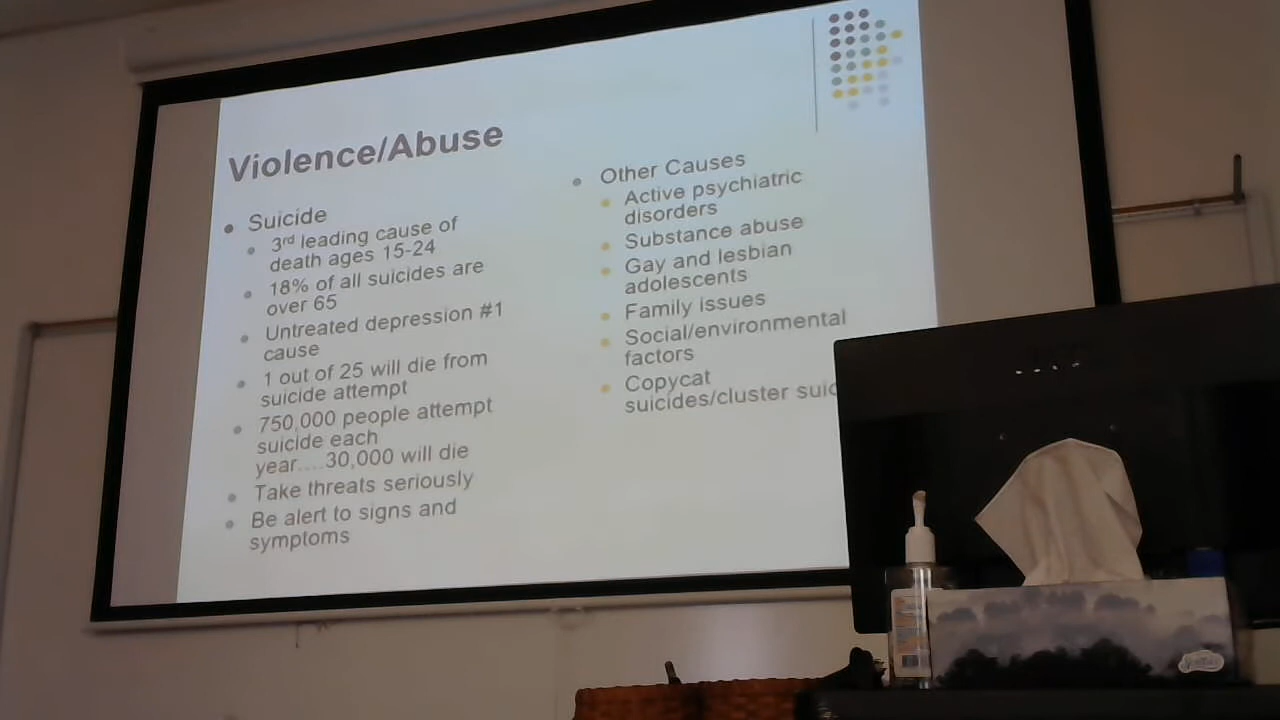 Violence/Abuse
Suicide
3rd leading cause of
death ages 15-24
18% of all suicides are
over 65
Untreated depression #1
cause
1 out of 25 will die from
suicide attempt
750,000 people attempt
suicide each
year....30,000 will die
Take threats seriously
Be alert to signs and
symptoms
Other Causes
Active psychiatric
disorders
Substance abuse
Gay and lesbian
adolescents
Family issues
Social/environmental
factors
Copycat
suicides/cluster